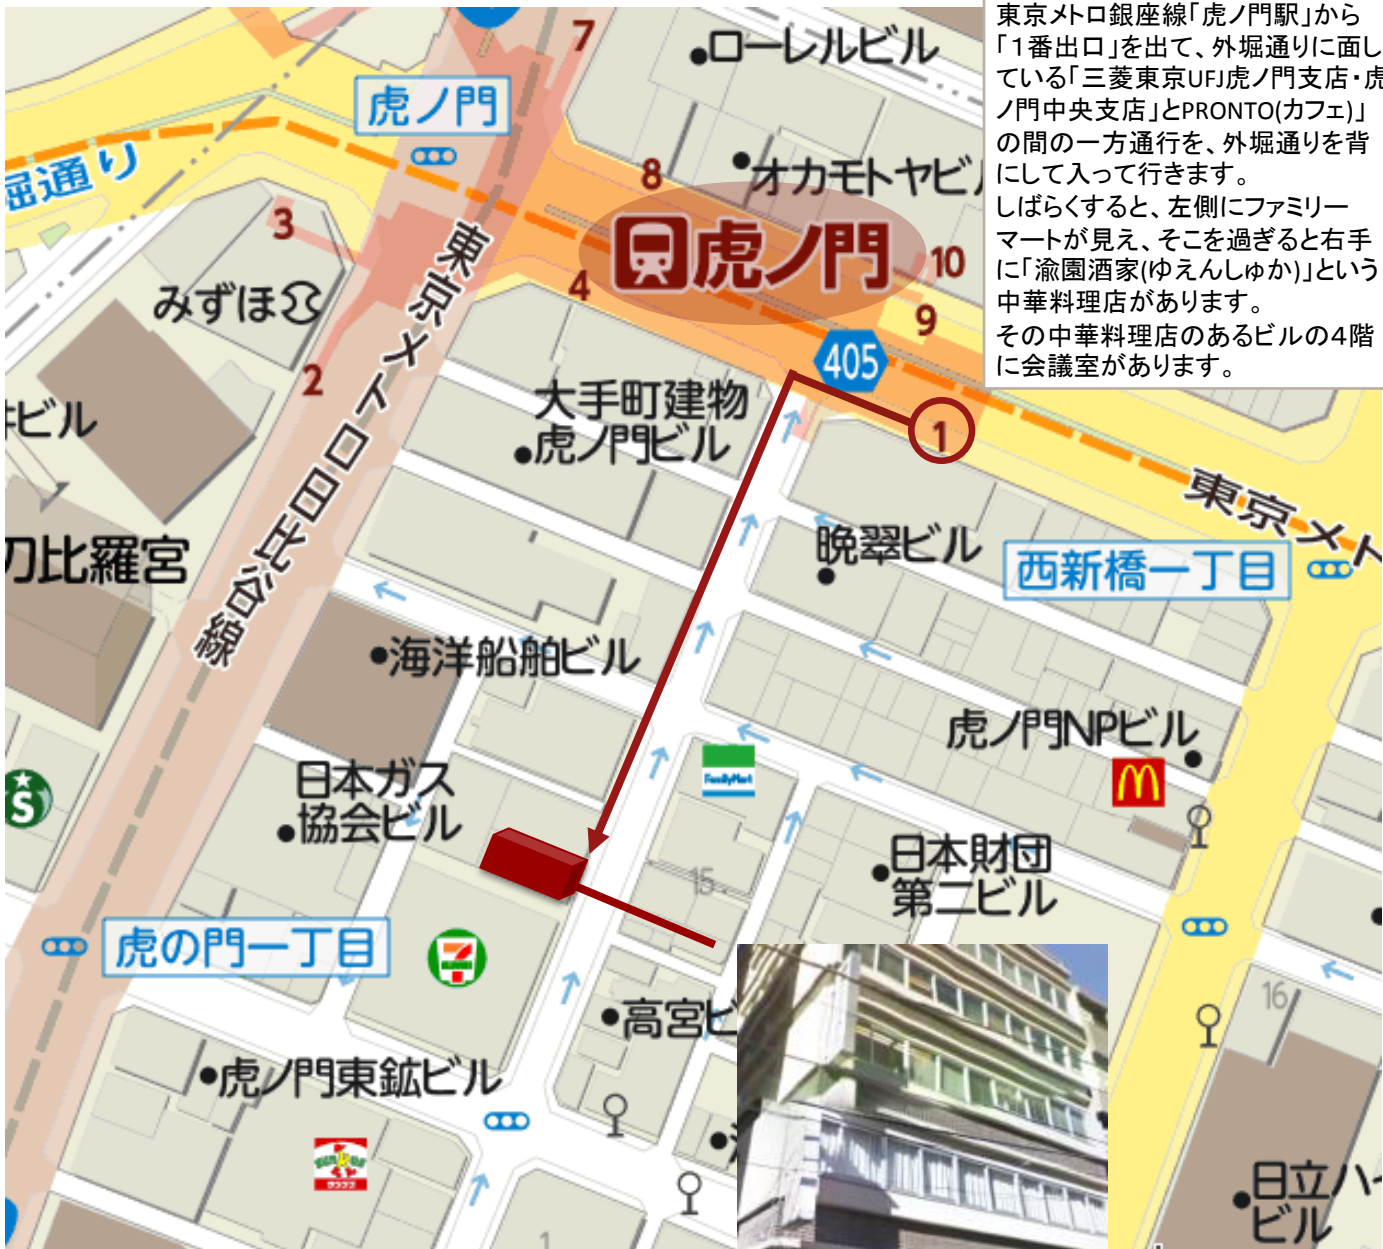 東京メトロ銀座線「虎ノ門駅」から
「1番出口」を出て、外堀通りに面し
ている「三菱東京UFJ虎ノ門支店・虎
ノ門中央支店」とPRONTO(カフェ)」
の間の一方通行を、外堀通りを背
にして入って行きます。
しばらくすると、左側にファミリー
マートが見え、そこを過ぎると右手
に「渝園酒家(ゆえんしゅか)」という
中華料理店があります。
その中華料理店のあるビルの4階
に会議室があります。
7
ローレルビル
虎ノ門
堀通り
8
オカモトヤビル
3
虎ノ門
10
4
9
みずほ
2
405
東京メトロ日比谷線
大手町建物
虎ノ門ビル
1
ビル
東京メト
晩翠ビル
西新橋一丁目
刀比羅宮
海洋船舶ビル
虎ノ門NPビル
FamilyMart
日本ガス
協会ビル
日本財団
第二ビル
15
虎の門一丁目
高宮ビ
16
虎ノ門東鉱ビル
サンクス
日立ハイ
ビル
1